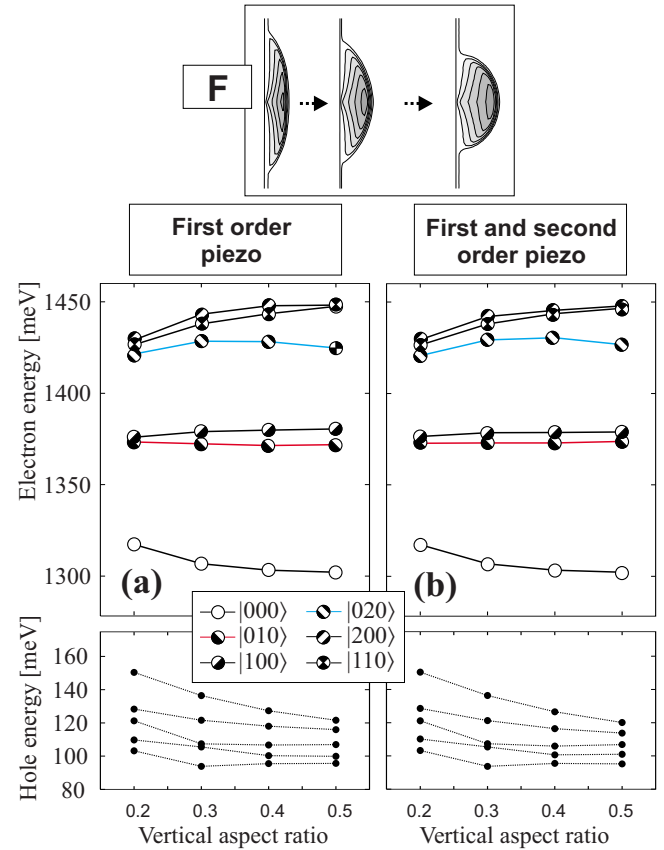 F
First order
piezo
First and second
order piezo
Electron energy [meV]
1450
1400
1350
1300
(a)
(b)
|000⟩
|020⟩
|010⟩
|200⟩
|100⟩
|110⟩
Hole energy [meV]
160
140
120
100
80
0.2 0.3 0.4 0.5
0.2 0.3 0.4 0.5
Vertical aspect ratio
Vertical aspect ratio